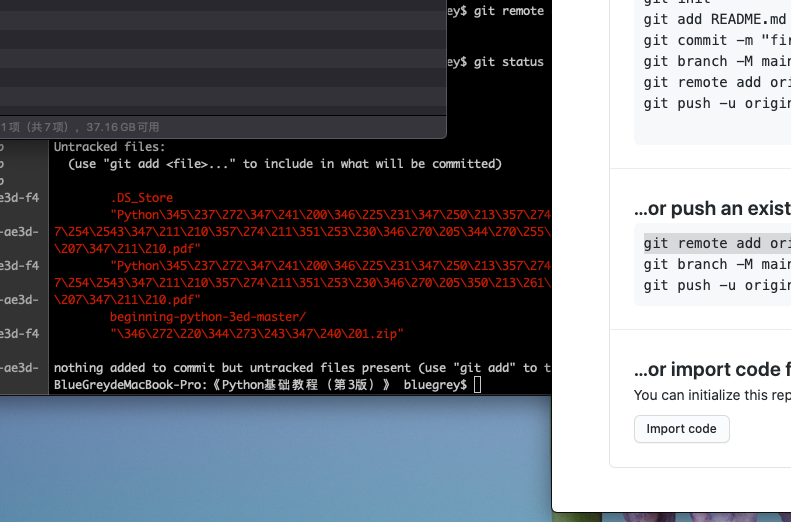 ey$ git remote
ey$ git status
1项（共7项），37.16 GB可用
Untracked files:
(use "git add <file>..." to include in what will be committed)
.DS_Store
"Python\345\237\272\347\241\200\346\225\231\347\250\213\357\274
7\254\2543\347\211\210\357\274\211\351\253\230\346\270\205\344\270\255\
\207\347\211\210.pdf"
"Python\345\237\272\347\241\200\346\225\231\347\250\213\357\274
7\254\2543\347\211\210\357\274\211\351\253\230\346\270\205\350\213\261\
\207\347\211\210.pdf"
beginning-python-3ed-master/
"\346\272\220\344\273\243\347\240\201.zip"
nothing added to commit but untracked files present (use "git add" to t
BlueGreydeMacBook-Pro:《Python基础教程（第3版）》 bluegrey$
e3d-f4
-ae3d-
e3d-f4
-ae3d-
e3d-f4
-ae3d-
git init
git add README.md
git commit -m "fir
git branch -M main
git remote add ori
git push -u origin
…or push an exist
git remote add ori
git branch -M main
git push -u origin
…or import code f
You can initialize this rep
Import code